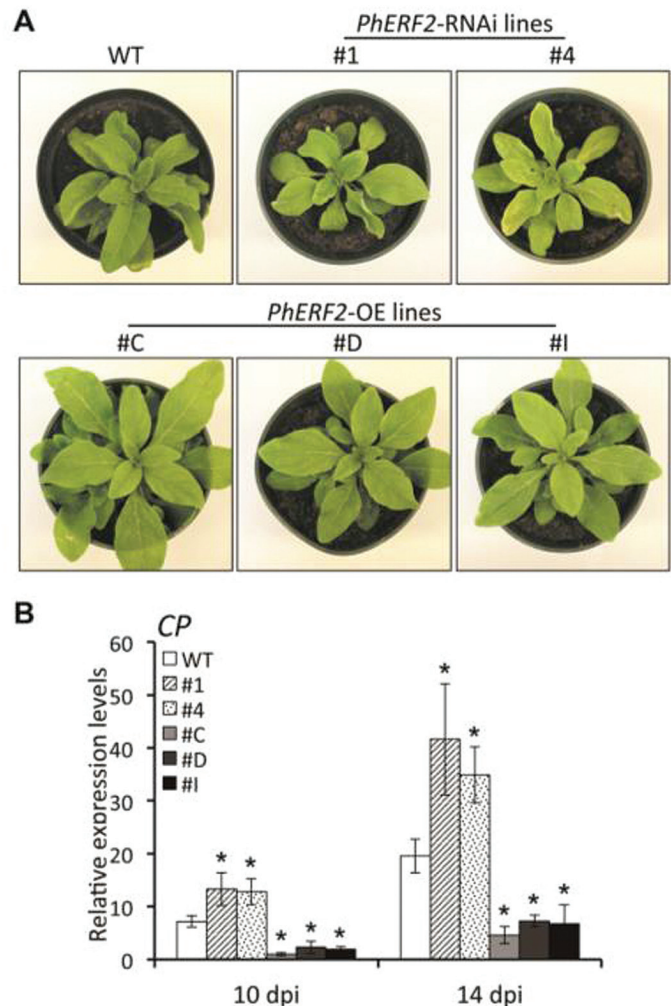 A
PhERF2-RNAi lines
WT #1 #4
PhERF2-OE lines
#C #D #I
B
CP
Relative expression levels
60
50
40
30
20
10
0
WT
#1
#4
#C
#D
#I
* * * * *
* * * * *
10 dpi 14 dpi